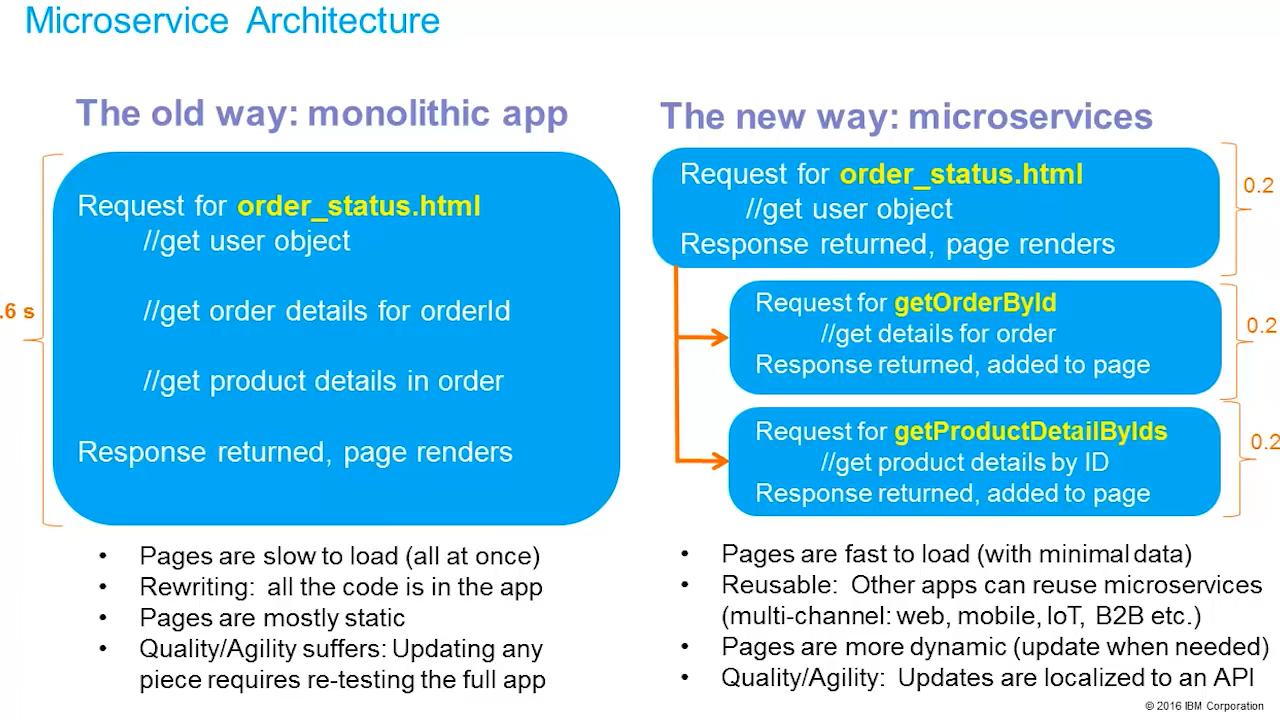 Microservice Architecture
The old way: monolithic app
.6 s
Request for order_status.html
//get user object
//get order details for orderId
//get product details in order
Response returned, page renders
• Pages are slow to load (all at once)
• Rewriting: all the code is in the app
• Pages are mostly static
• Quality/Agility suffers: Updating any
piece requires re-testing the full app
The new way: microservices
Request for order_status.html
//get user object
Response returned, page renders
0.2
Request for getOrderById
//get details for order
Response returned, added to page
0.2
Request for getProductDetailByIds
//get product details by ID
Response returned, added to page
0.2
• Pages are fast to load (with minimal data)
• Reusable: Other apps can reuse microservices
(multi-channel: web, mobile, IoT, B2B etc.)
• Pages are more dynamic (update when needed)
• Quality/Agility: Updates are localized to an API
© 2016 IBM Corporation